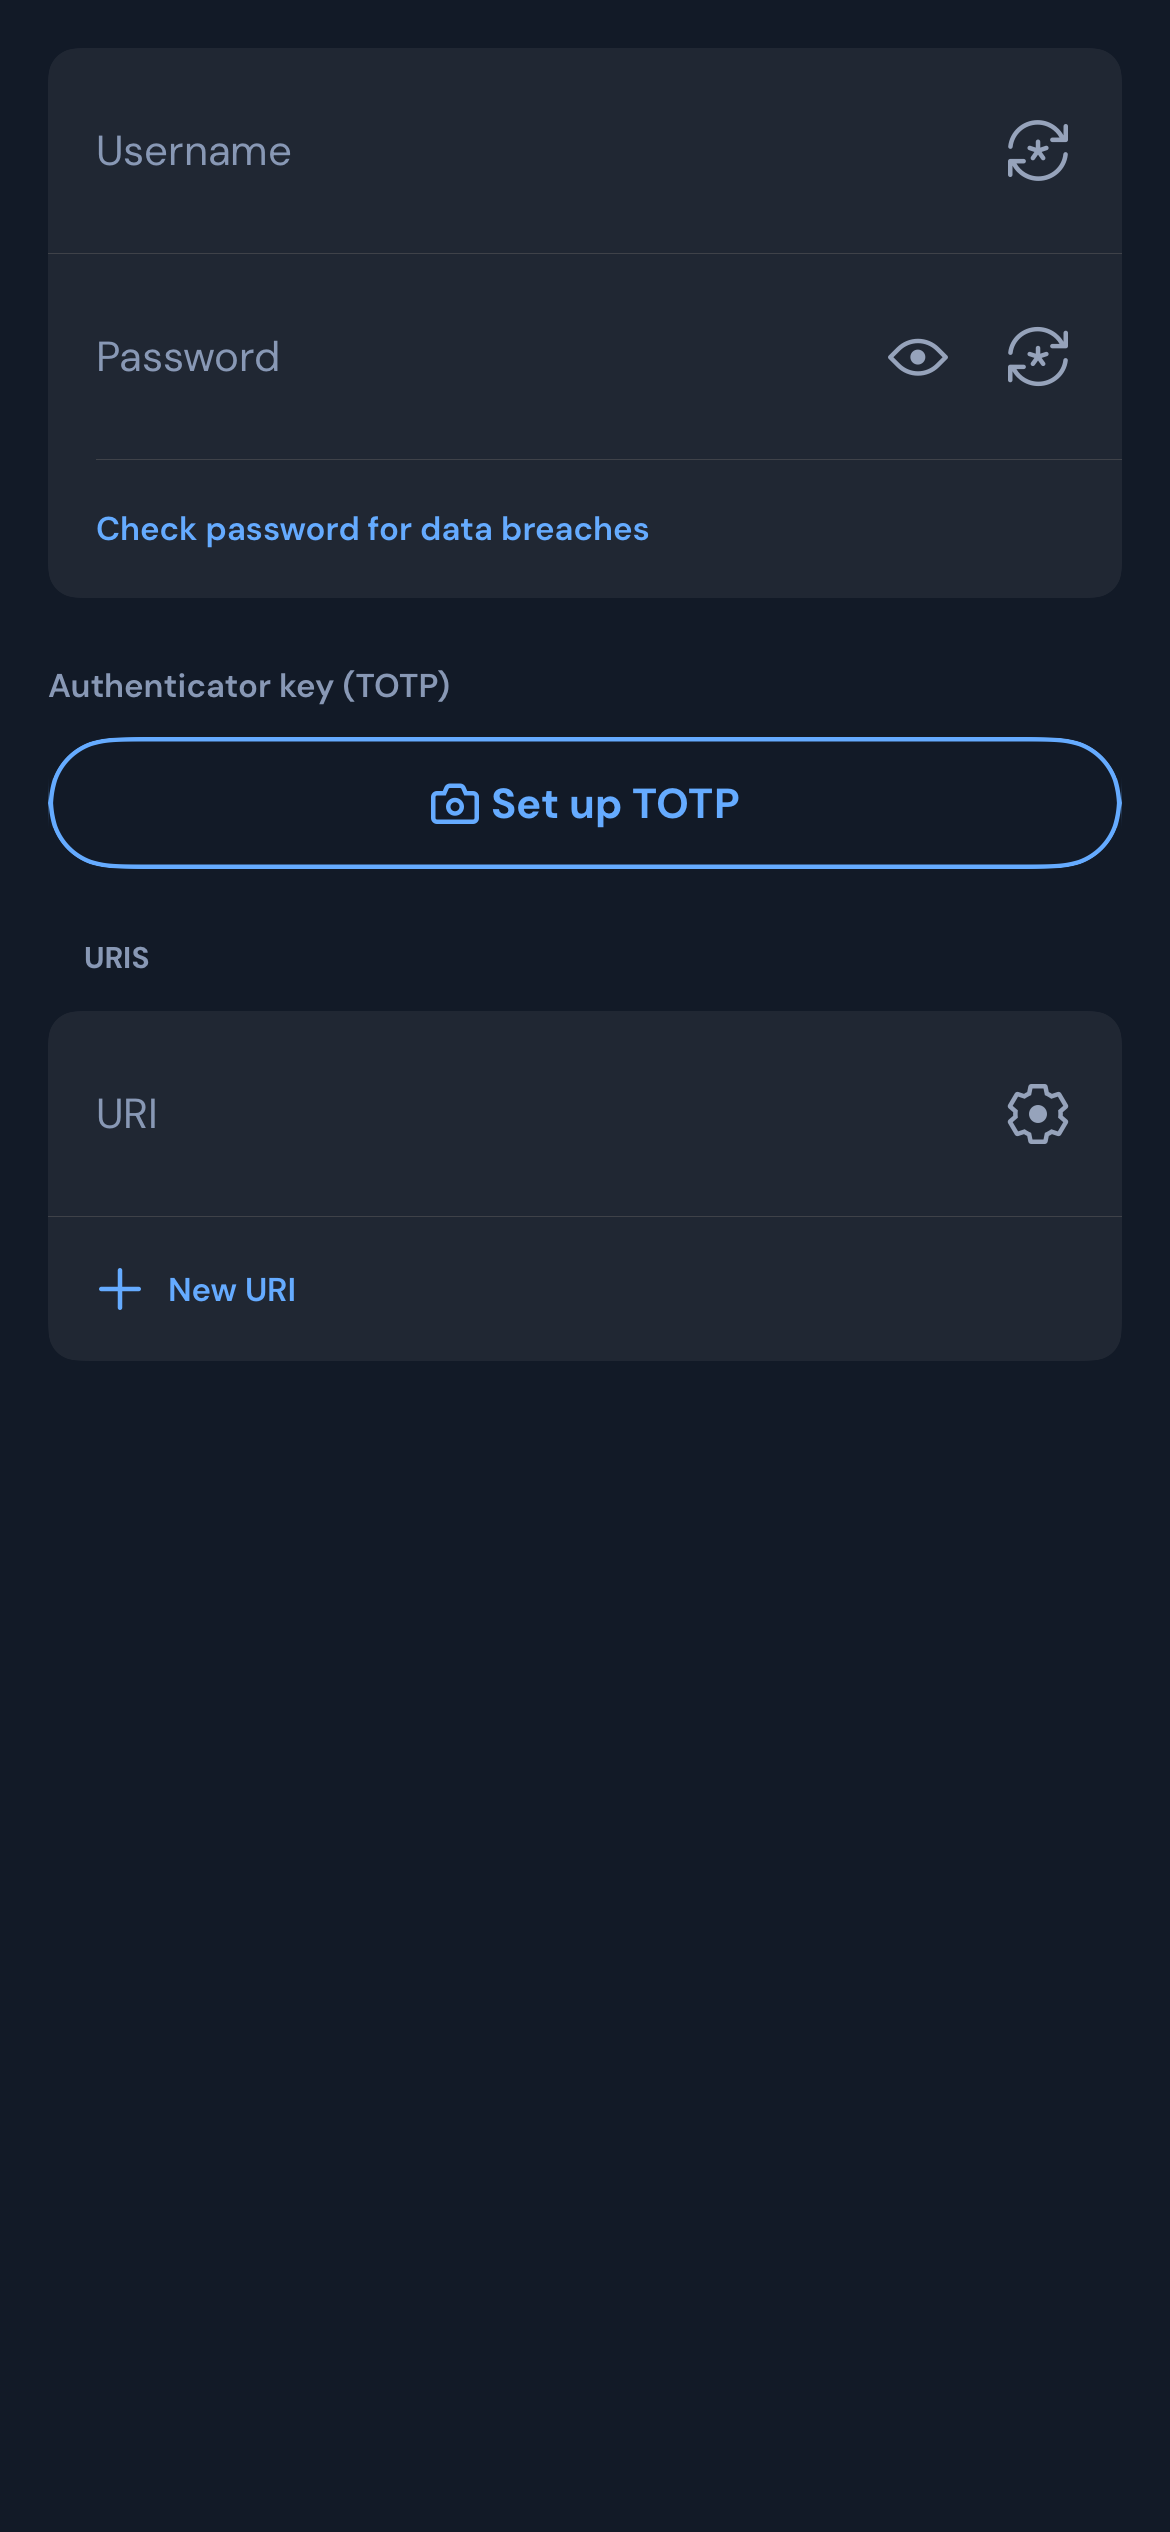 Username
Password
Check password for data breaches
Authenticator key (TOTP)
Set up TOTP
URIS
URI
New URI